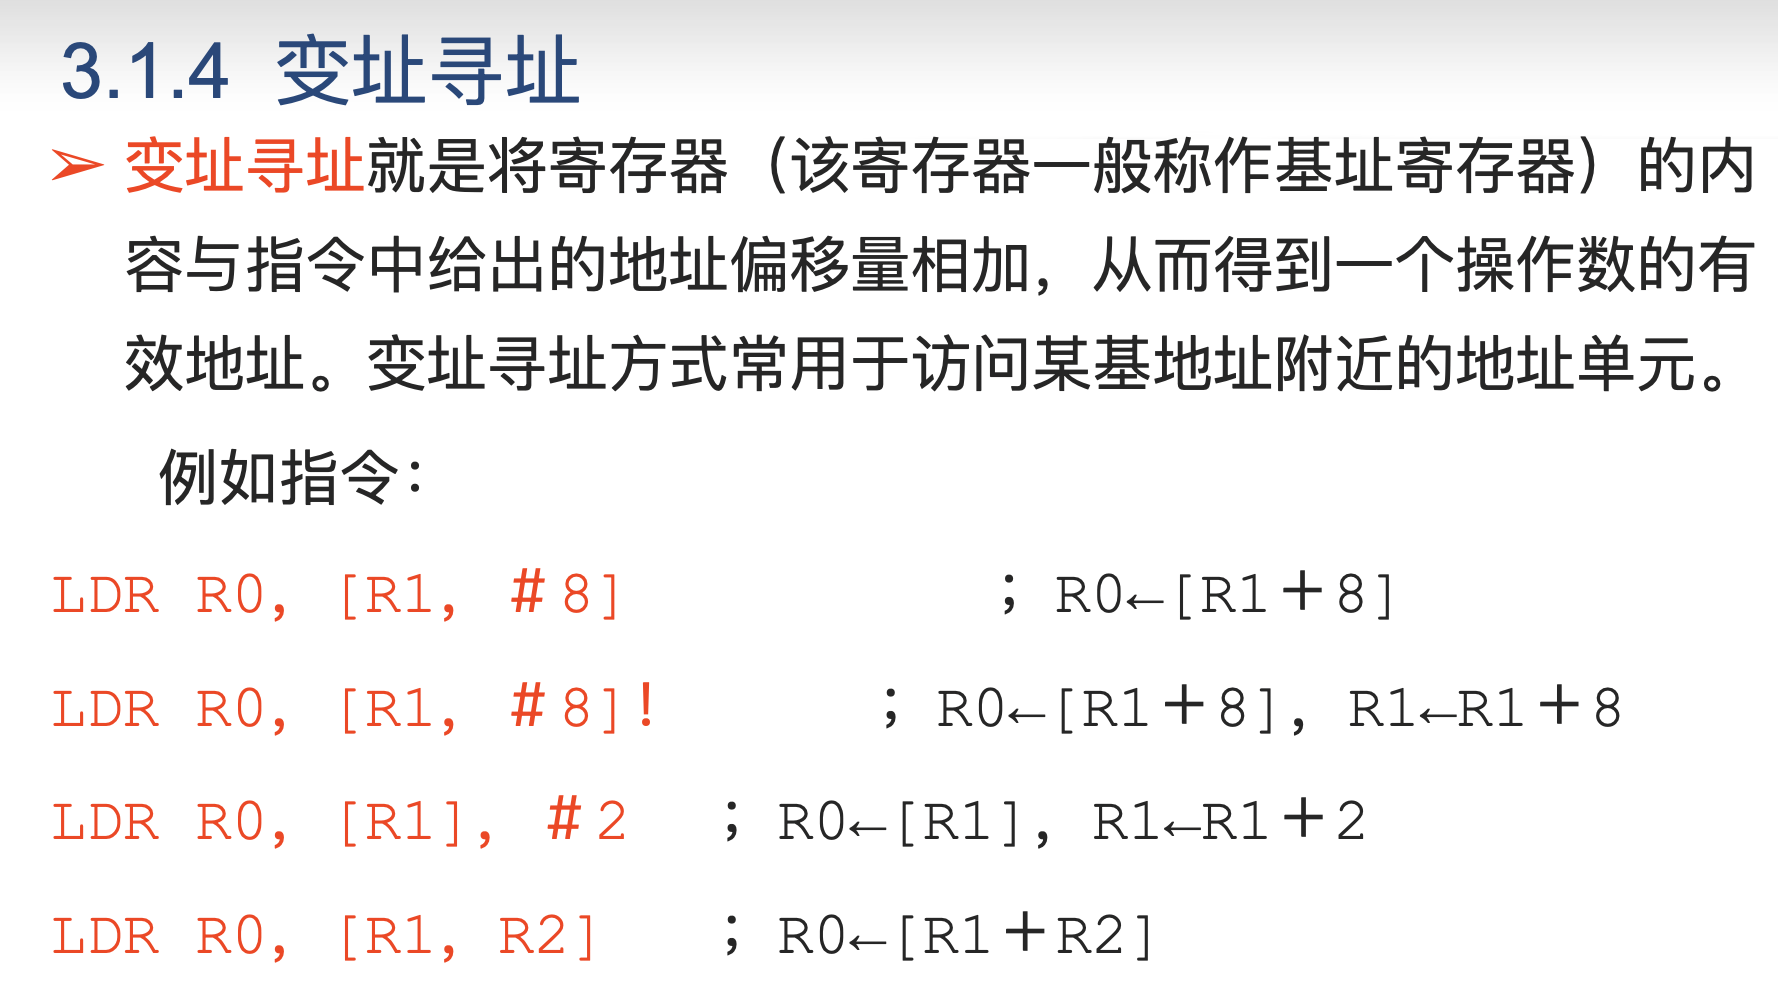 3.1.4 变址寻址
➢ 变址寻址就是将寄存器（该寄存器一般称作基址寄存器）的内
容与指令中给出的地址偏移量相加，从而得到一个操作数的有
效地址。变址寻址方式常用于访问某基地址附近的地址单元。
例如指令：
LDR R0, [R1, ＃8] ；R0←[R1＋8]
LDR R0, [R1, ＃8]！ ；R0←[R1＋8], R1←R1＋8
LDR R0, [R1], ＃2 ；R0←[R1], R1←R1＋2
LDR R0, [R1, R2] ；R0←[R1＋R2]